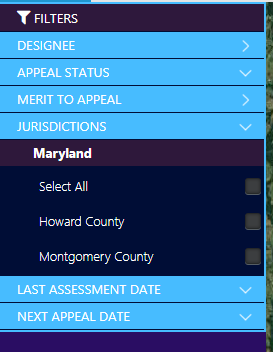 FILTERS
DESIGNEE
APPEAL STATUS
MERIT TO APPEAL
JURISDICTIONS
Maryland
Select All
Howard County
Montgomery County
LAST ASSESSMENT DATE
NEXT APPEAL DATE